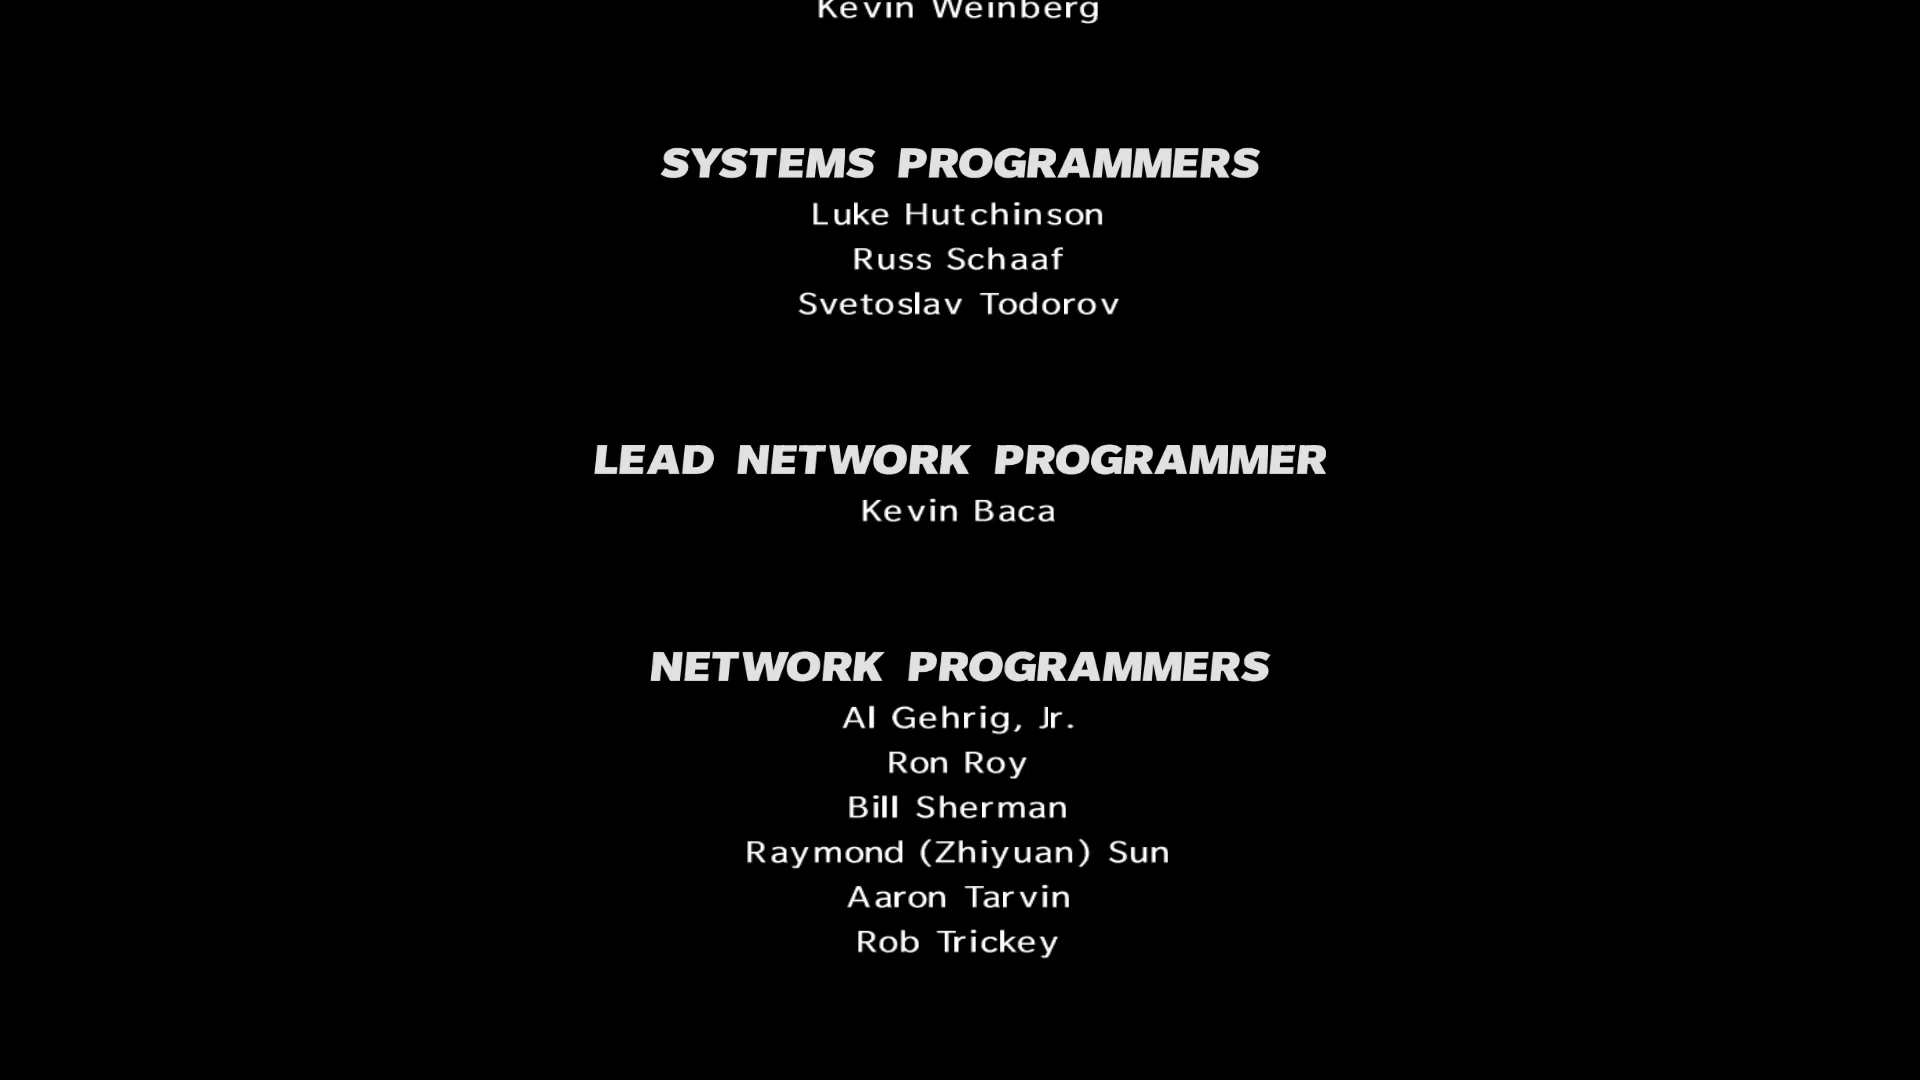 Kevin Weinberg
SYSTEMS PROGRAMMERS
Luke Hutchinson
Russ Schaaf
Svetoslav Todorov
LEAD NETWORK PROGRAMMER
Kevin Baca
NETWORK PROGRAMMERS
Al Gehrig, Jr.
Ron Roy
Bill Sherman
Raymond (Zhiyuan) Sun
Aaron Tarvin
Rob Trickey